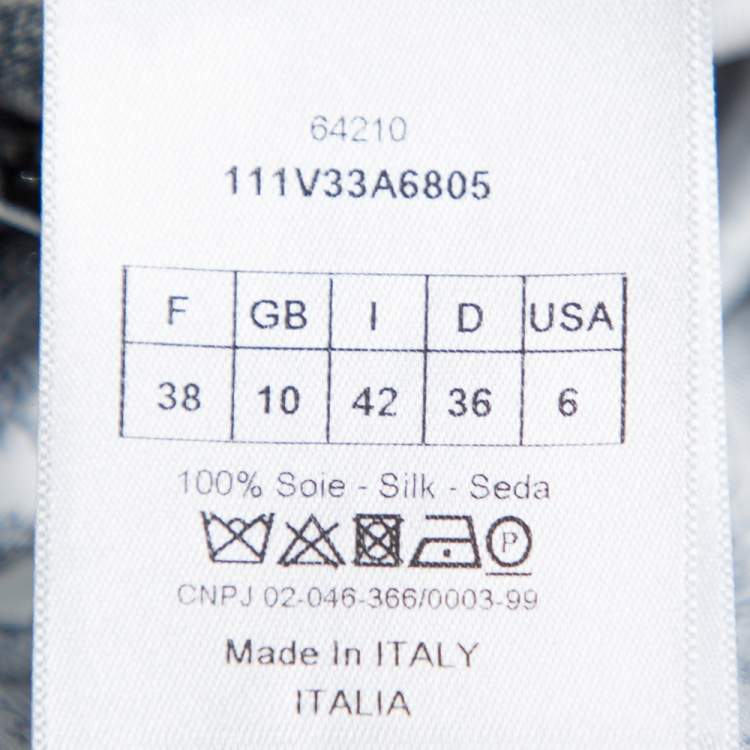 64210
111V33A6805
F GB I D USA
38 10 42 36 6
100% Soie - Silk - Seda
P
CNPJ 02-046-366/0003-99
Made In ITALY
ITALIA